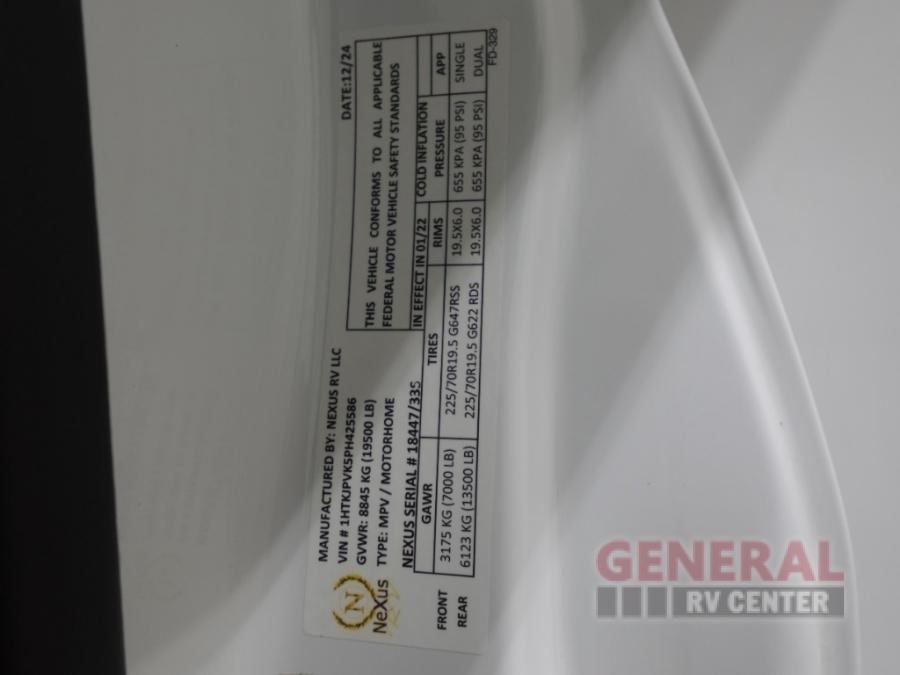 MANUFACTURED BY: NEXUS RV LLC
DATE:12/24
VIN # 1HTKJPVK5PH425586
GVWR: 8845 KG (19500 LB)
TYPE: MPV / MOTORHOME
THIS VEHICLE CONFORMS TO ALL APPLICABLE
FEDERAL MOTOR VEHICLE SAFETY STANDARDS
NEXUS SERIAL # 18447/33S
IN EFFECT IN 01/22
N
NeXus
RV
GAWR TIRES RIMS COLD INFLATION PRESSURE APP
FRONT 3175 KG (7000 LB) 225/70R19.5 G647RSS 19.5X6.0 655 KPA (95 PSI) SINGLE
REAR 6123 KG (13500 LB) 225/70R19.5 G622 RDS 19.5X6.0 655 KPA (95 PSI) DUAL
FD-329
GENERAL
RV CENTER